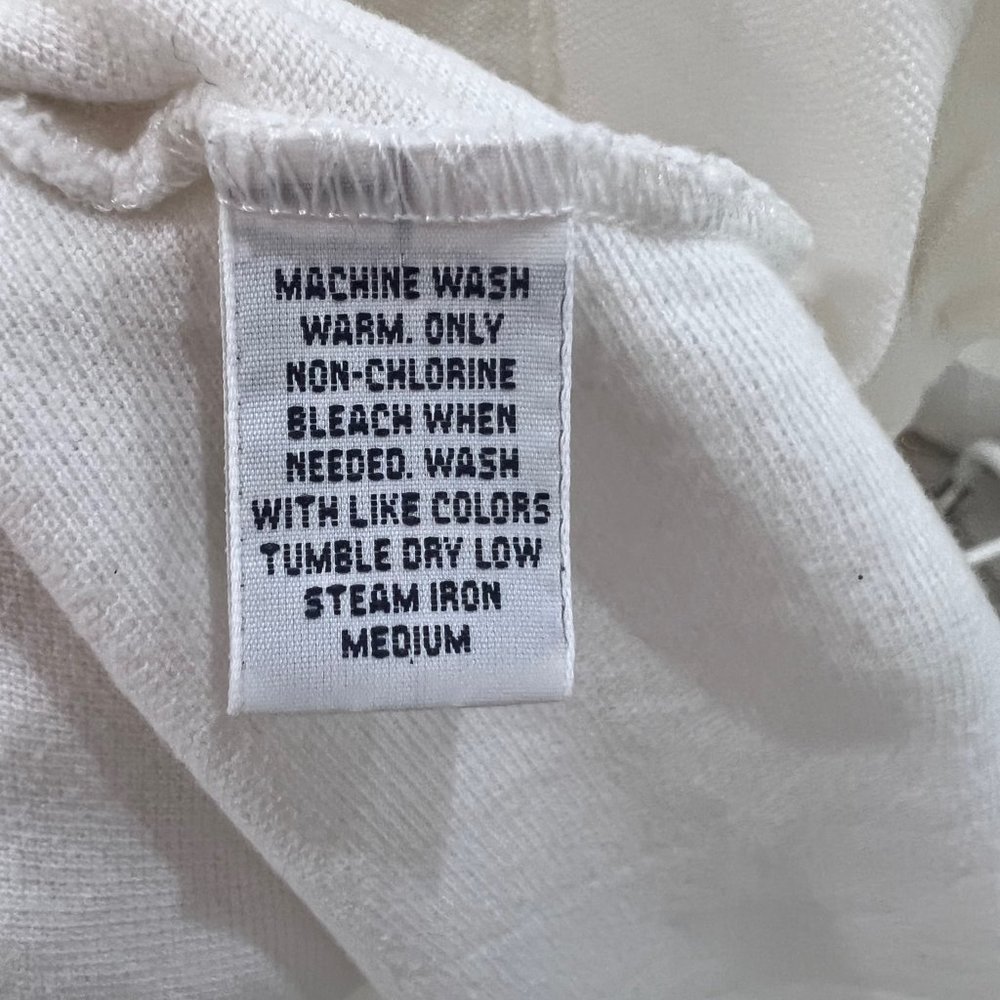 MACHINE WASH
WARM. ONLY
NON-CHLORINE
BLEACH WHEN
NEEDED. WASH
WITH LIKE COLORS
TUMBLE DRY LOW
STEAM IRON
MEDIUM